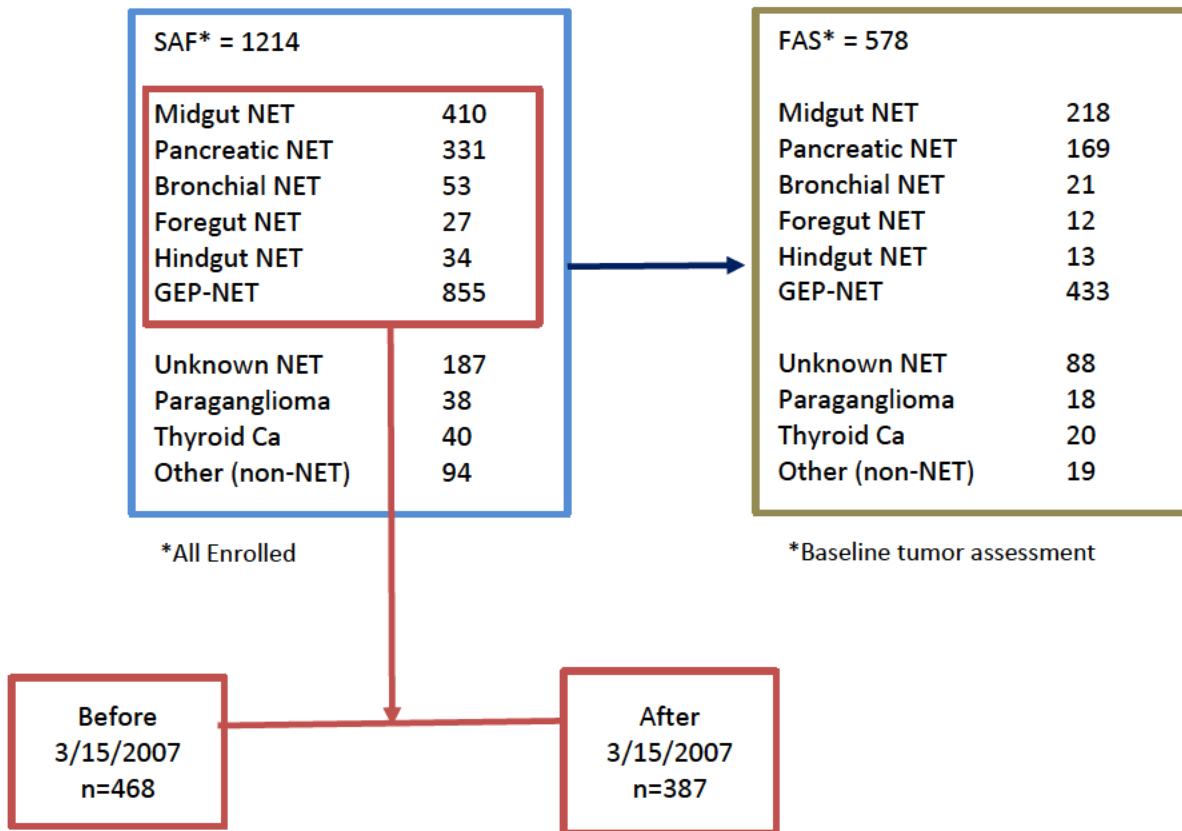 SAF* = 1214
Midgut NET 410
Pancreatic NET 331
Bronchial NET 53
Foregut NET 27
Hindgut NET 34
GEP-NET 855
Unknown NET 187
Paraganglioma 38
Thyroid Ca 40
Other (non-NET) 94
*All Enrolled
FAS* = 578
Midgut NET 218
Pancreatic NET 169
Bronchial NET 21
Foregut NET 12
Hindgut NET 13
GEP-NET 433
Unknown NET 88
Paraganglioma 18
Thyroid Ca 20
Other (non-NET) 19
*Baseline tumor assessment
Before
3/15/2007
n=468
After
3/15/2007
n=387